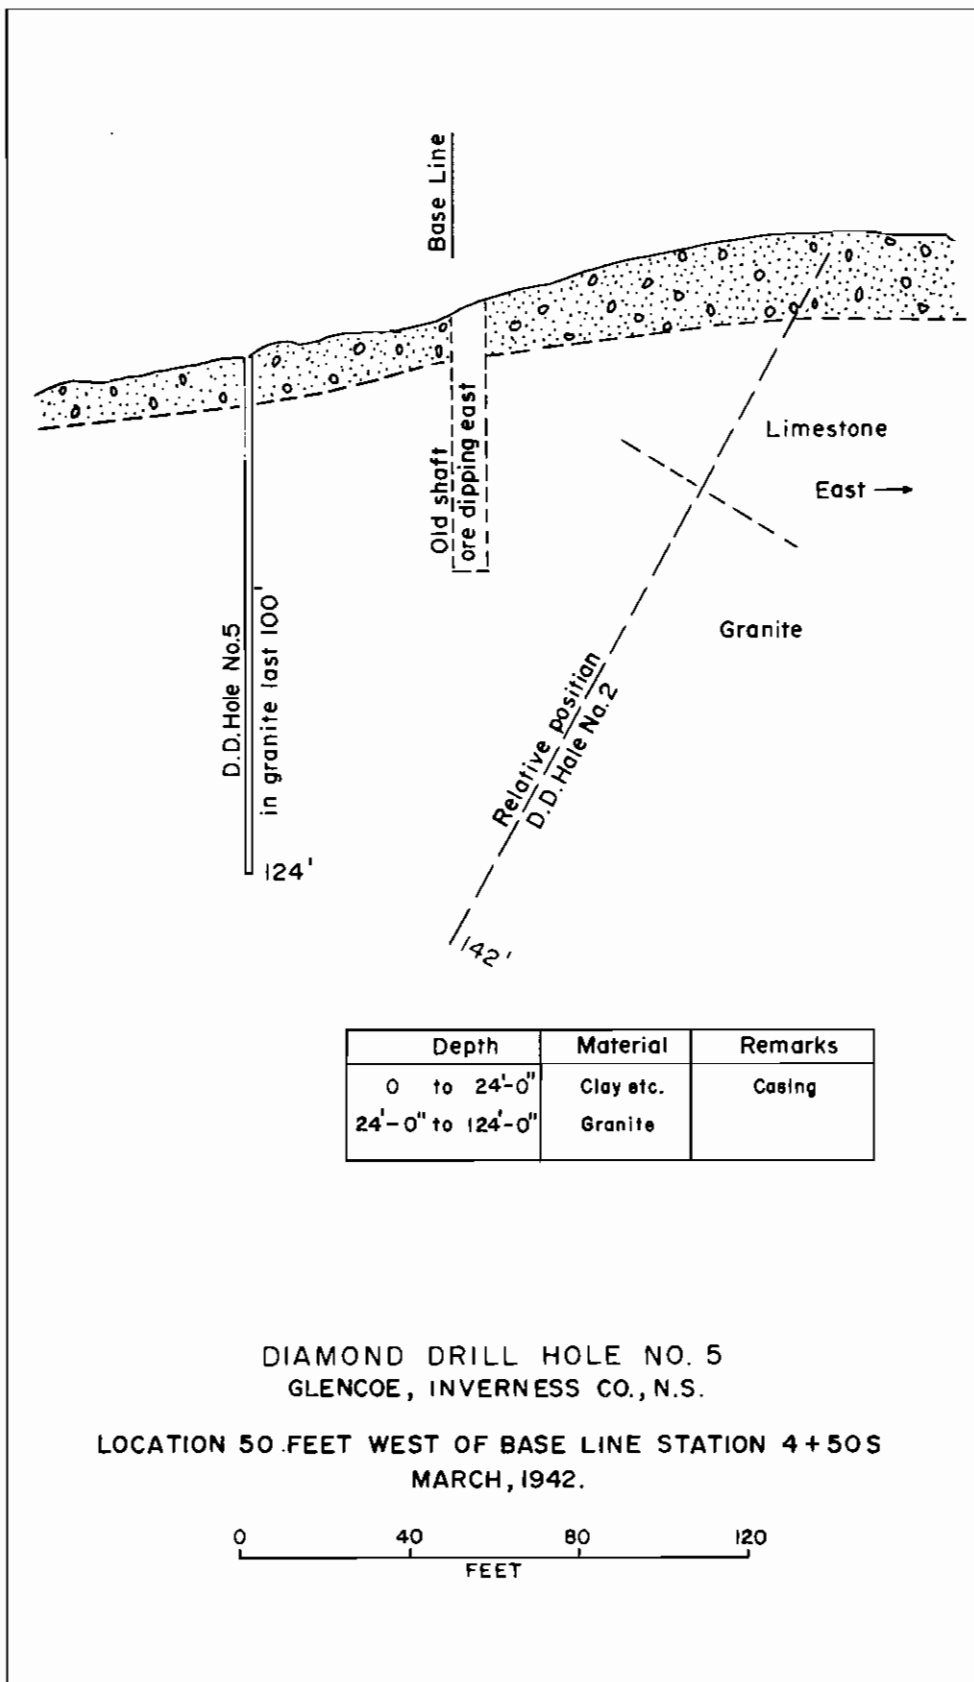 Base Line
Limestone
East
Old shaft
ore dipping east
Granite
D.D.Hole No.5
in granite last 100'
124'
Relative position
D.D. Hale No.2
142'
Depth Material Remarks
0 to 24'-0" Clay etc. Casing
24'-0" to 124'-0" Granite
DIAMOND DRILL HOLE NO. 5
GLENCOE, INVERNESS CO., N.S.
LOCATION 50 FEET WEST OF BASE LINE STATION 4+50S
MARCH, 1942.
0 40 80 120
FEET